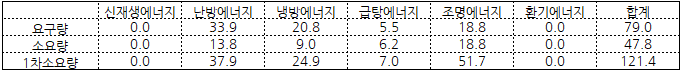 신재생에너지 난방에너지 냉방에너지 급탕에너지 조명에너지 환기에너지 합계
요구량 0.0 33.9 20.8 5.5 18.8 0.0 79.0
소요량 0.0 13.8 9.0 6.2 18.8 0.0 47.8
1차소요량 0.0 37.9 24.9 7.0 51.7 0.0 121.4